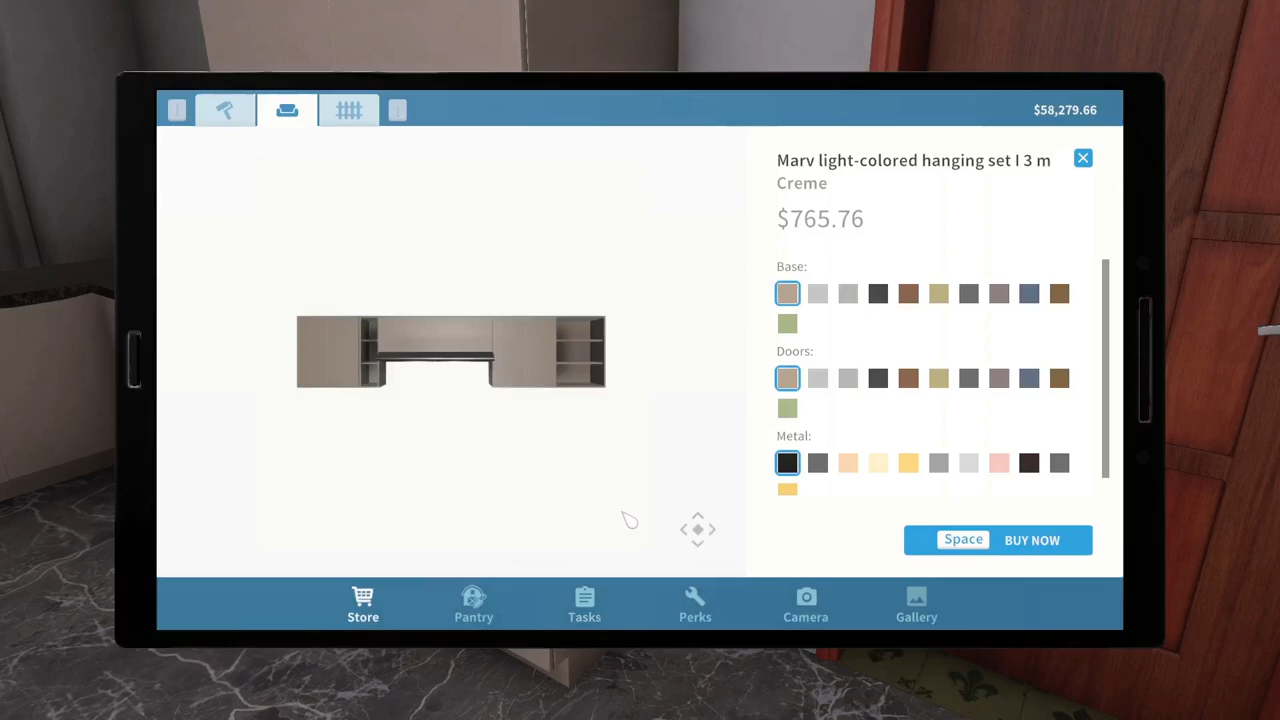 $58,279.66
Marv light-colored hanging set I 3 m
Creme
$765.76
Base:
Doors:
Metal:
Space BUY NOW
Store Pantry Tasks Perks Camera Gallery